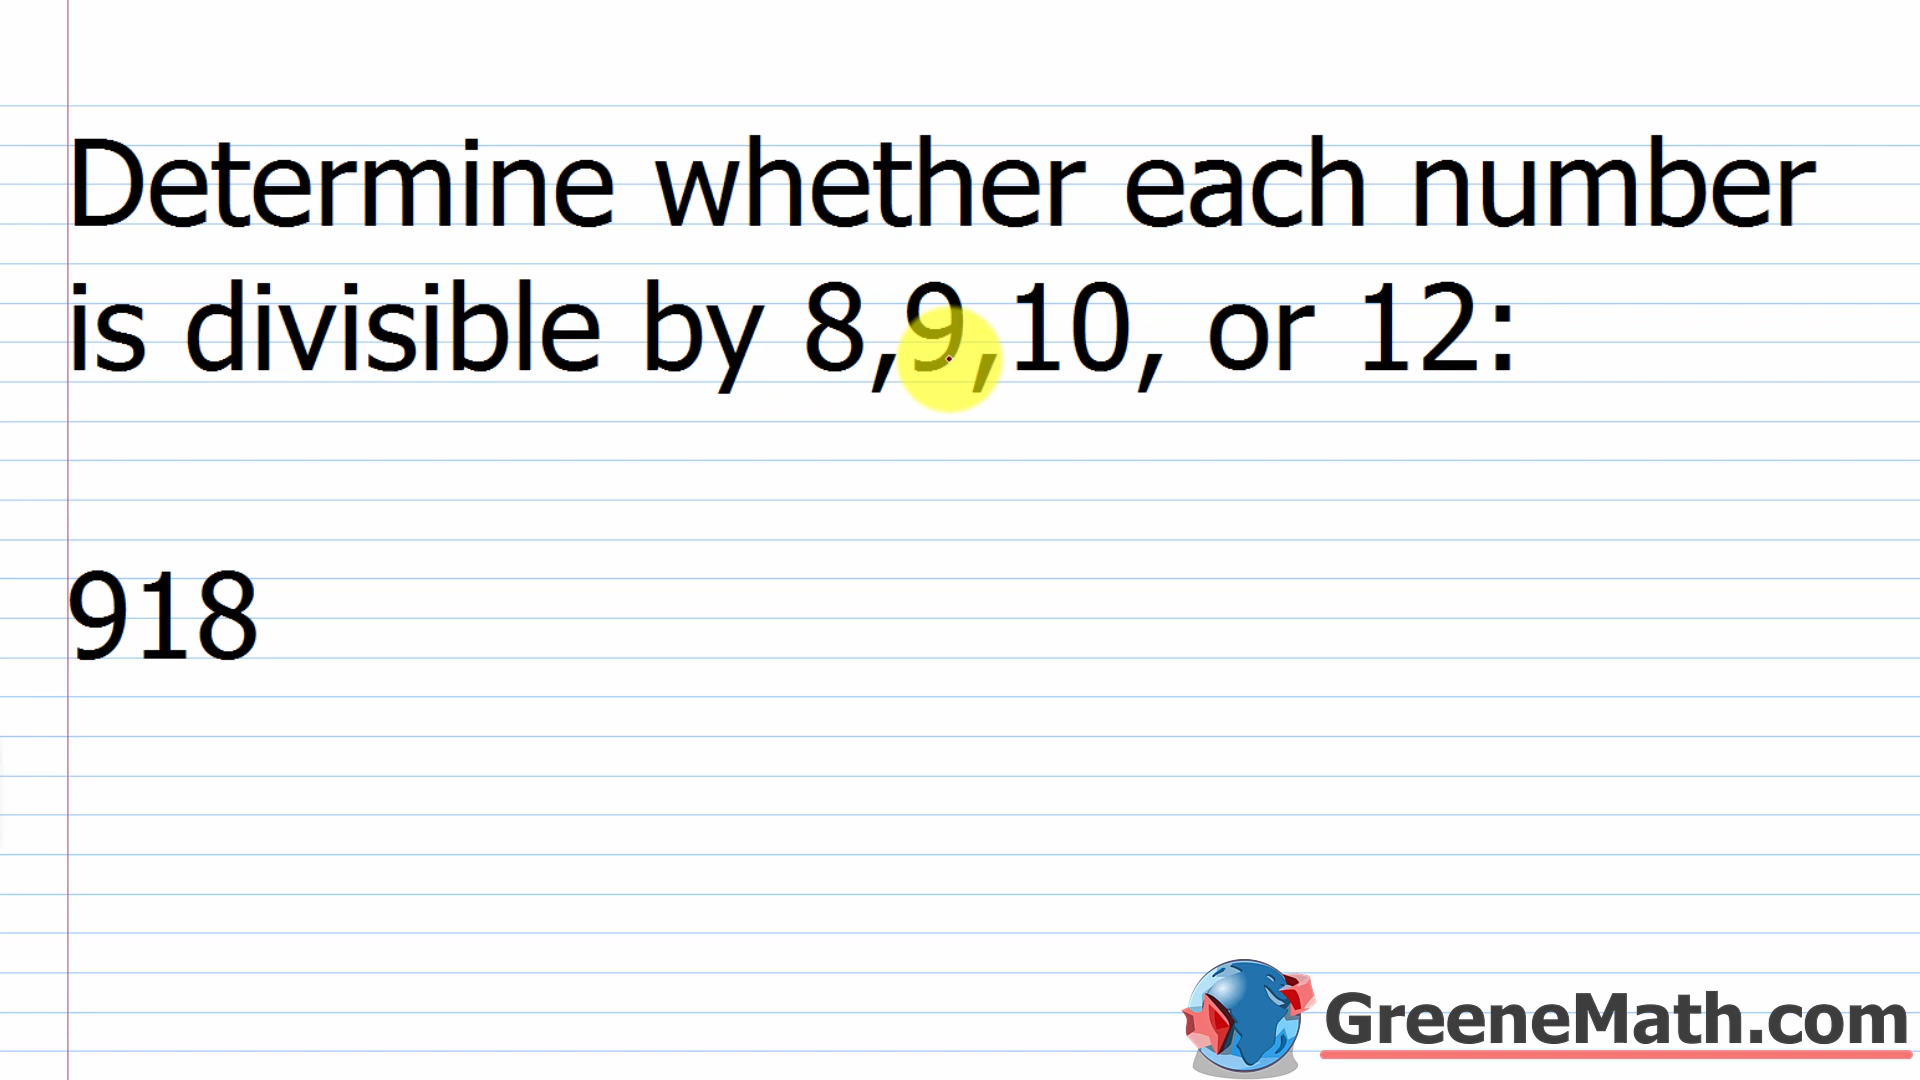 Determine whether each number
is divisible by 8,9,10, or 12:
918
GreeneMath.com